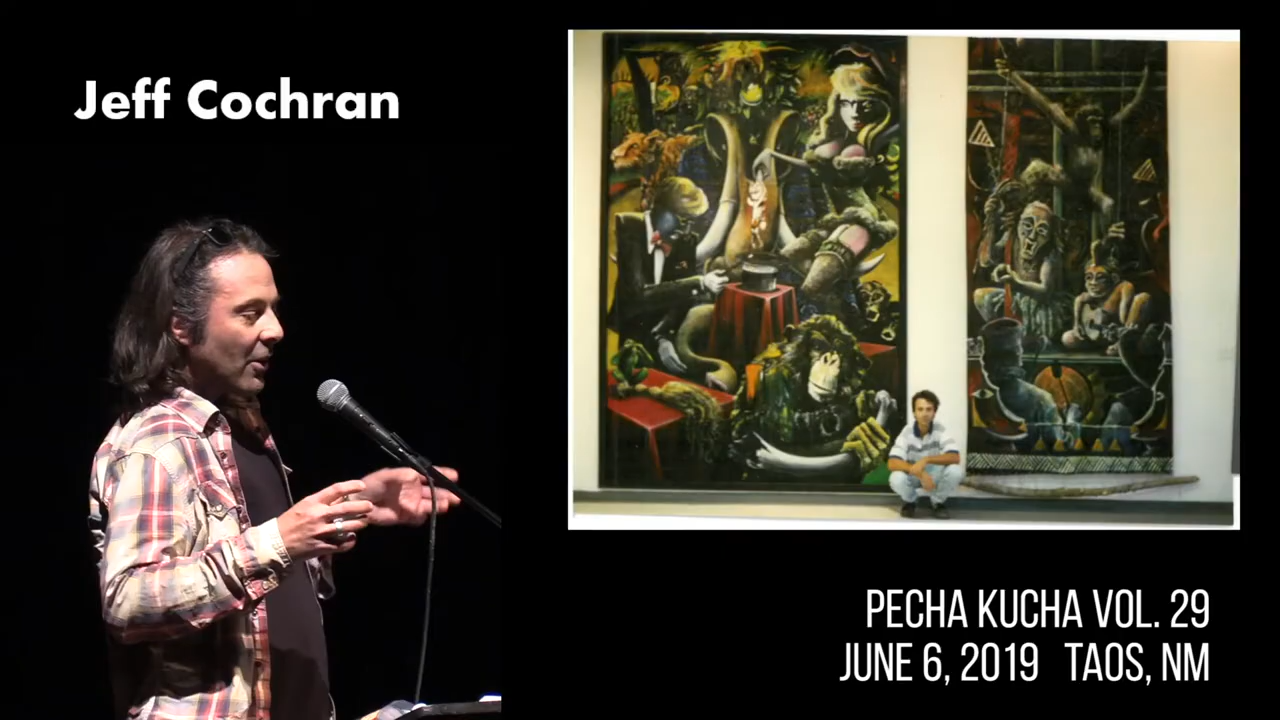 Jeff Cochran
PECHA KUCHA VOL. 29
JUNE 6, 2019 TAOS, NM